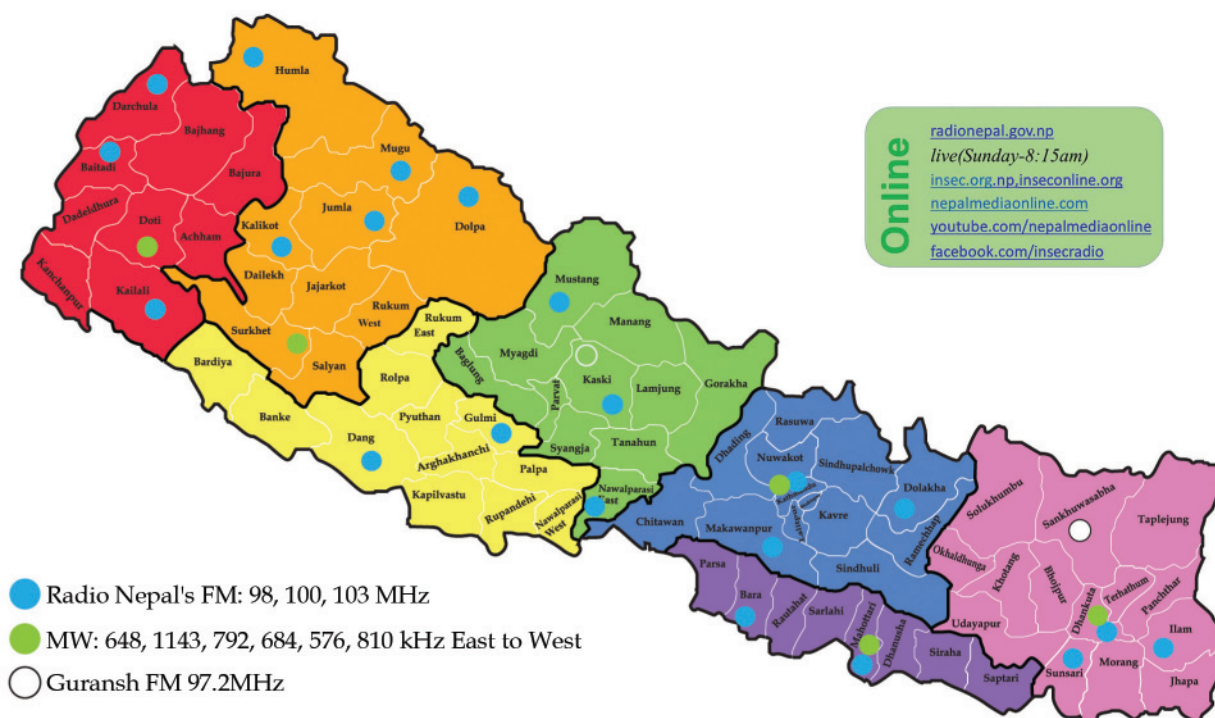 Humla
Darchula
Bajhang
Mugu
Baitadi
Bajura
Jumla
Dolpa
Dadeldhura
Doti
Achham
Kalikot
Kanchanpur
Kailali
Dailekh
Jajarkot
Rukum
West
Surkhet
Salyan
Rukum
East
Bardiya
Banke
Rolpa
Dang
Pyuthan
Gulmi
Arghakhanchi
Palpa
Kapilvastu
Rupandehi
Nawalparasi
West
Mustang
Manang
Myagdi
Baglung
Parvat
Kaski
Lamjung
Gorakha
Syangja
Tanahun
Nawalparasi
East
Dhading
Rasuwa
Nuwakot
Sindhupalchowk
Dolakha
Kathmandu
Kavre
Chitawan
Makawanpur
Ramechhap
Sindhuli
Parsa
Bara
Rautahat
Sarlahi
Mahottari
Dhanusha
Siraha
Saptari
Solukhumbu
Sankhuwasabha
Taplejung
Okhaldhunga
Khotang
Bhojpur
Dhankuta
Terhathum
Panchthar
Udayapur
Ilam
Sunsari
Morang
Jhapa
Online
radionepal.gov.np
live(Sunday-8:15am)
insec.org.np,inseconline.org
nepalmediaonline.com
youtube.com/nepalmediaonline
facebook.com/insecradio
Radio Nepal's FM: 98, 100, 103 MHz
MW: 648, 1143, 792, 684, 576, 810 kHz East to West
Guransh FM 97.2MHz